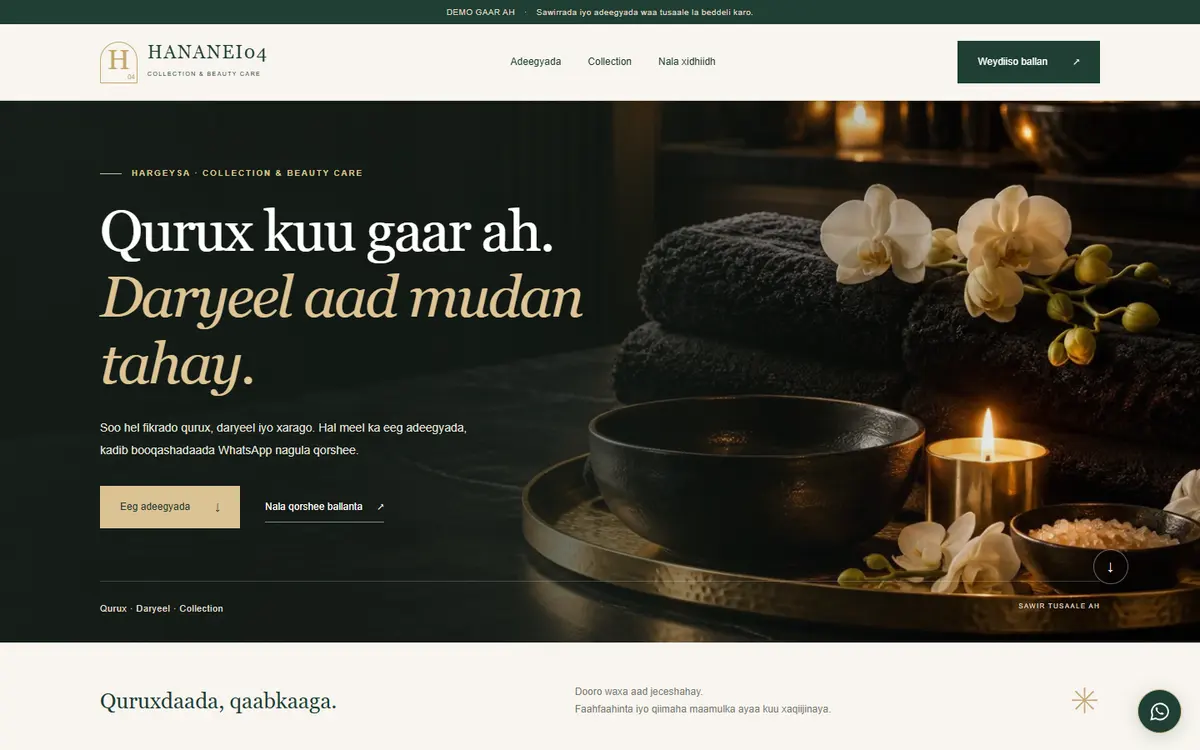 DEMO GAAR AH · Sawirrada iyo adeegyada waa tusaale la beddeli karo.
H
04
HANANEI04
COLLECTION & BEAUTY CARE
Adeegyada
Collection
Nala xidhiidh
Weydiiso ballan ↗
HARGEYSA · COLLECTION & BEAUTY CARE
Qurux kuu gaar ah.
Daryeel aad mudan
tahay.
Soo hel fikrado qurux, daryeel iyo xarago. Hal meel ka eeg adeegyada,
kadib booqashadaada WhatsApp nagula qorshee.
Eeg adeegyada ↓
Nala qorshee ballanta ↗
↓
Qurux · Daryeel · Collection
SAWIR TUSAALE AH
Quruxdaada, qaabkaaga.
Dooro waxa aad jeceshahay.
Faahfaahinta iyo qiimaha maamulka ayaa kuu xaqiijinaya.